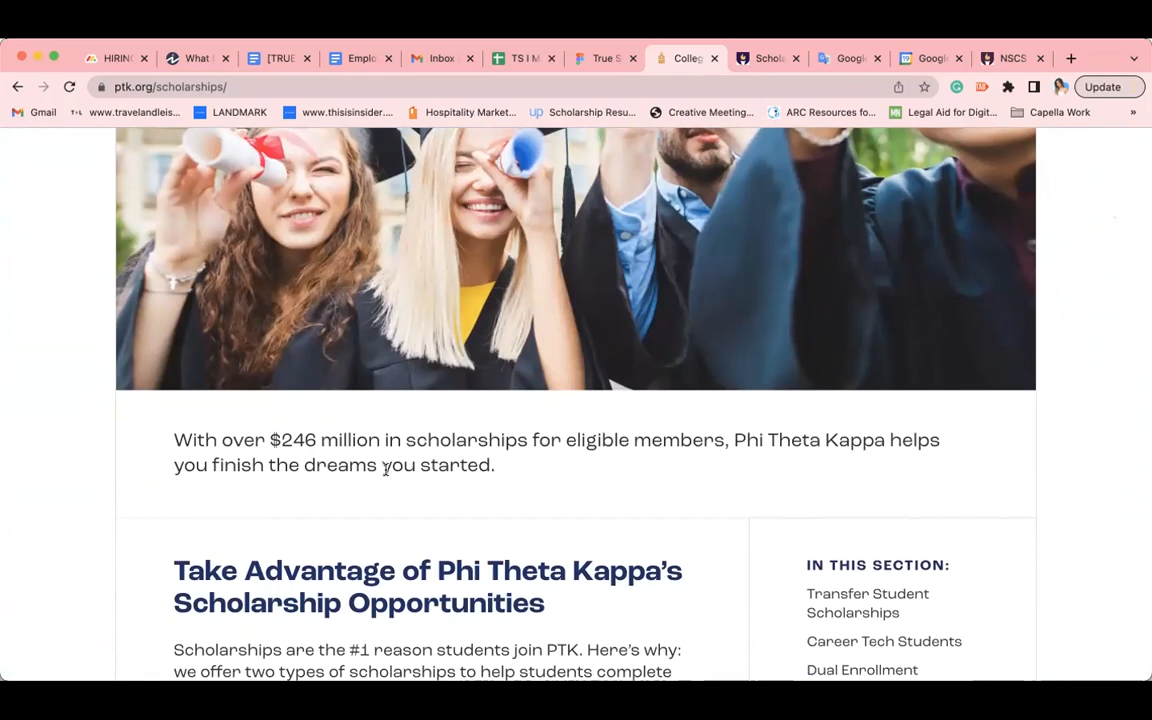 HIRING
What
[TRUE
Emplo
Inbox
TS I M
True S
Colleg
Schola
Google
Google
NSCS
ptk.org/scholarships/
Update
Gmail
www.travelandleis...
LANDMARK
www.thisisinsider....
Hospitality Market...
Scholarship Resu...
Creative Meeting...
ARC Resources fo...
Legal Aid for Digit...
Capella Work
»
With over $246 million in scholarships for eligible members, Phi Theta Kappa helps
you finish the dreams you started.
Take Advantage of Phi Theta Kappa’s
Scholarship Opportunities
Scholarships are the #1 reason students join PTK. Here’s why:
we offer two types of scholarships to help students complete
IN THIS SECTION:
Transfer Student
Scholarships
Career Tech Students
Dual Enrollment